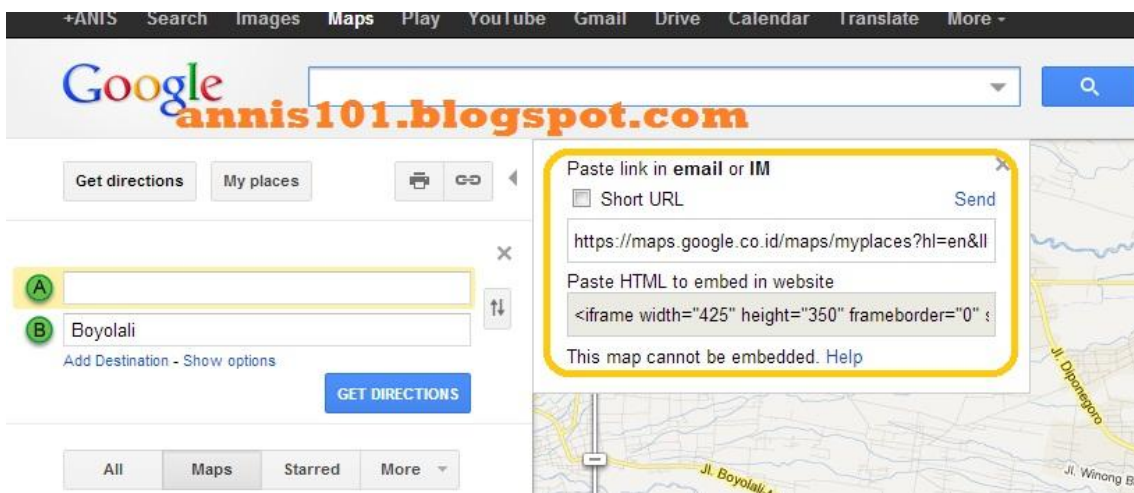 +ANIS Search Images Maps Play YouTube Gmail Drive Calendar Translate More
Google
annis101.blogspot.com
Get directions My places
Paste link in email or IM
Short URL Send
https://maps.google.co.id/maps/myplaces?hl=en&ll
Paste HTML to embed in website
<iframe width="425" height="350" frameborder="0" s
This map cannot be embedded. Help
A
B Boyolali
Add Destination - Show options
GET DIRECTIONS
All Maps Starred More
Jl. Diponegoro
Jl. Boyolali
Jl. Winong B